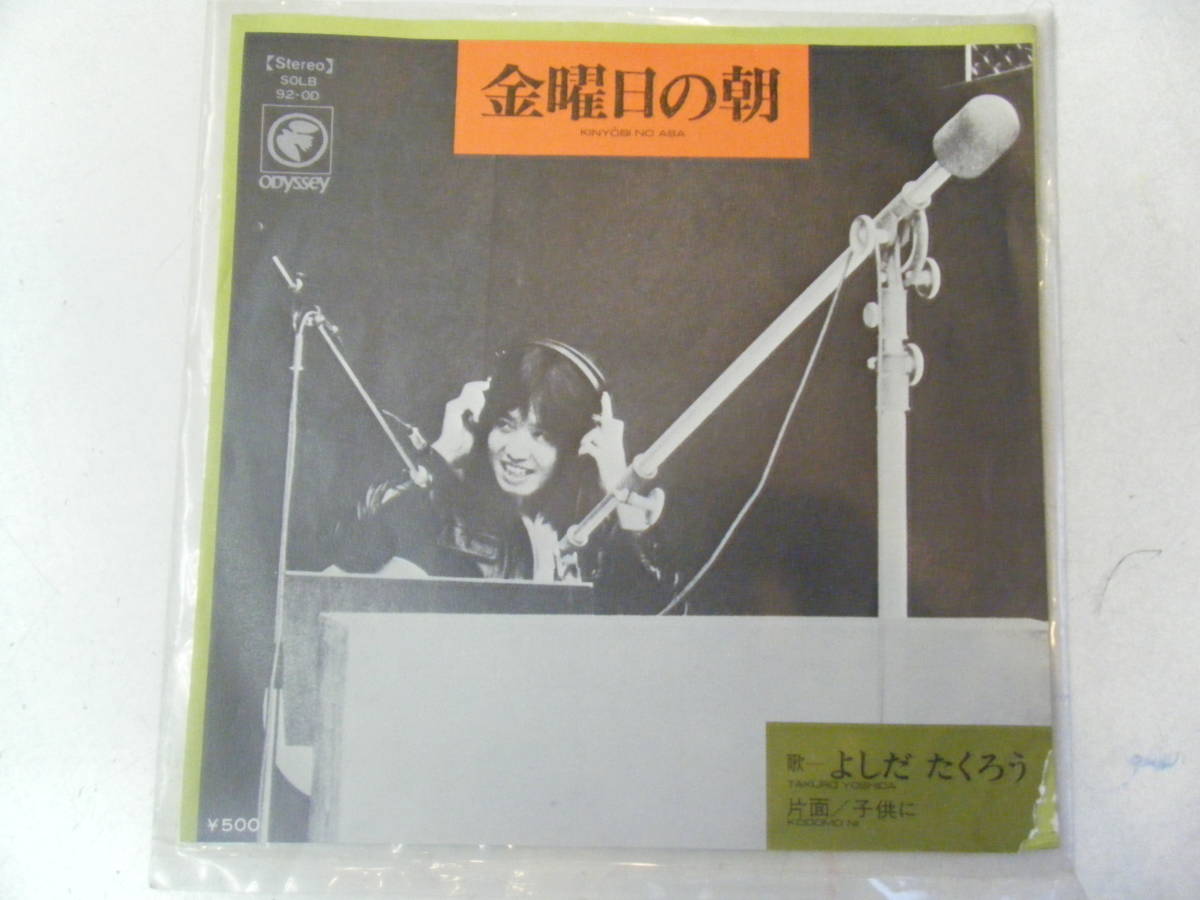 【Stereo】
SOLB
92-OD
Odyssey
金曜日の朝
KINYŌBI NO ASA
歌—よしだ たくろう
TAKURO YOSHIDA
片面／子供に
KODOMO NI
¥500